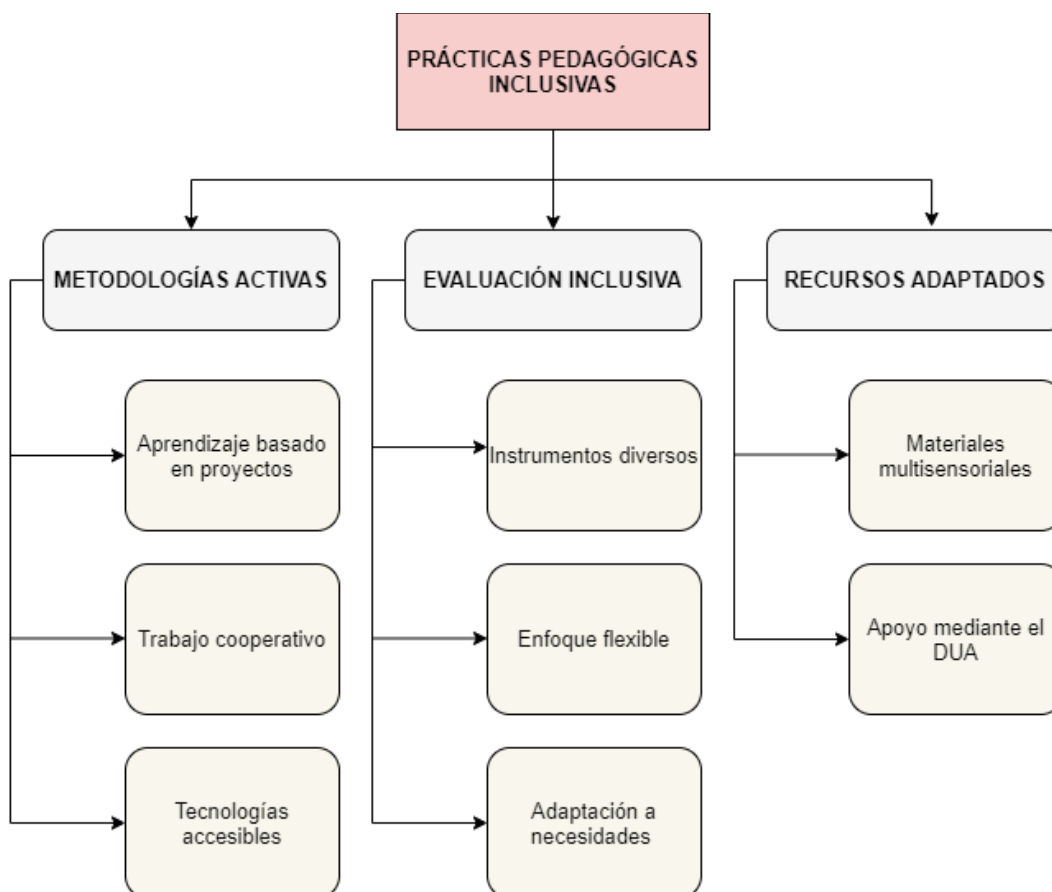 PRÁCTICAS PEDAGÓGICAS
INCLUSIVAS
METODOLOGÍAS ACTIVAS
EVALUACIÓN INCLUSIVA
RECURSOS ADAPTADOS
Aprendizaje basado
en proyectos
Instrumentos diversos
Materiales
multisensoriales
Trabajo cooperativo
Enfoque flexible
Apoyo mediante el
DUA
Tecnologías
accesibles
Adaptación a
necesidades